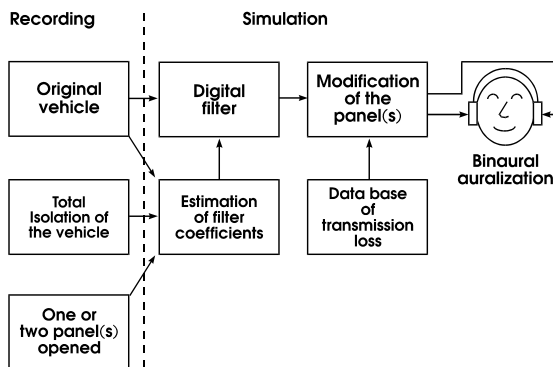 Recording
Simulation
Original
vehicle
Digital
filter
Modification
of the
panel(s)
Binaural
auralization
Total
Isolation of
the vehicle
Estimation
of filter
coefficients
Data base
of
transmission
loss
One or
two panel(s)
opened